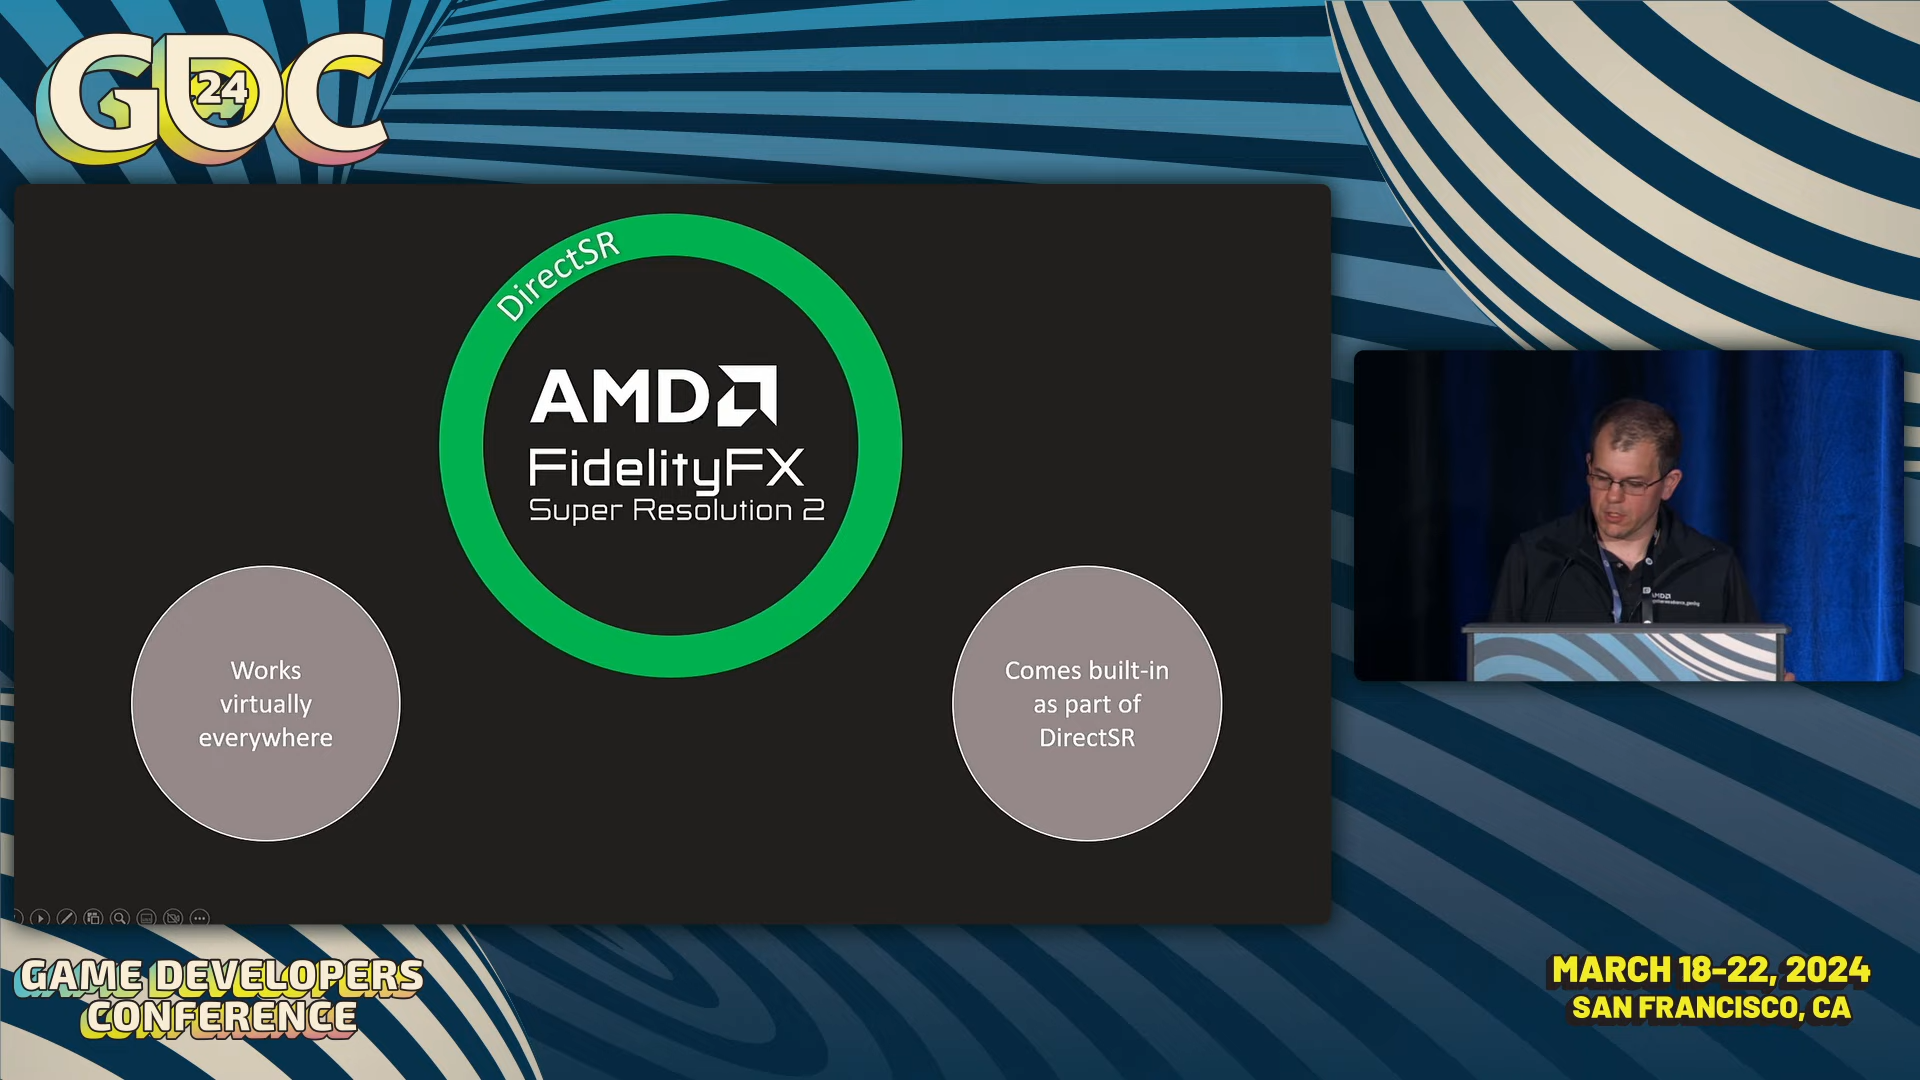 GDC
24
DirectSR
AMD
FidelityFX
Super Resolution 2
Works
virtually
everywhere
Comes built-in
as part of
DirectSR
AMD
GAME DEVELOPERS
CONFERENCE
MARCH 18-22, 2024
SAN FRANCISCO, CA